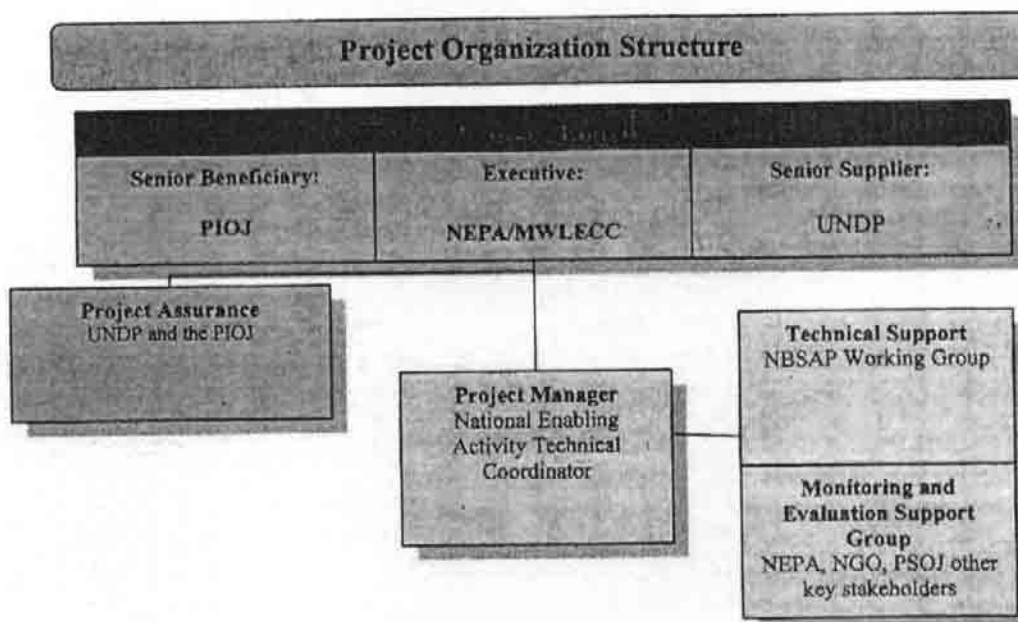 Project Organization Structure
Senior Beneficiary:
PIOJ
Executive:
NEPA/MWLECC
Senior Supplier:
UNDP
Project Assurance
UNDP and the PIOJ
Project Manager
National Enabling
Activity Technical
Coordinator
Technical Support
NBSAP Working Group
Monitoring and
Evaluation Support
Group
NEPA, NGO, PSOJ other
key stakeholders